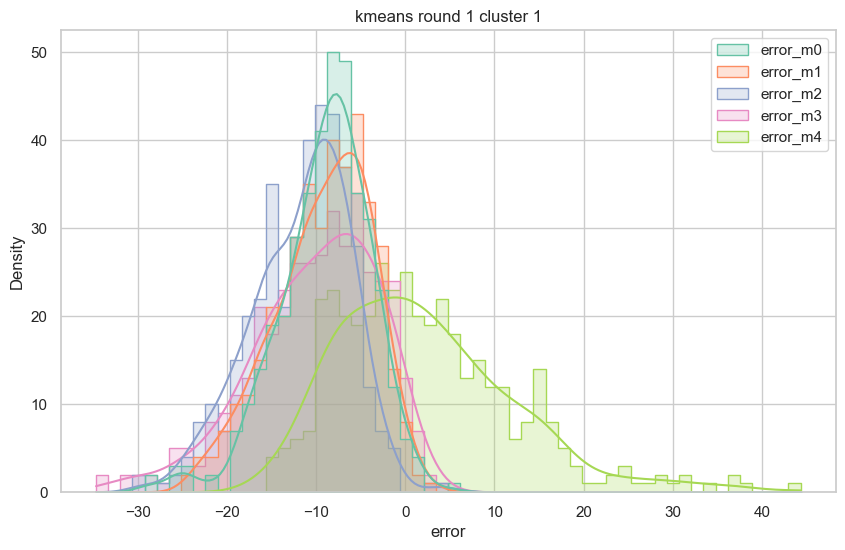 kmeans round 1 cluster 1
error_m0
error_m1
error_m2
error_m3
error_m4
50
40
30
20
10
0
Density
−30 −20 −10 0 10 20 30 40
error